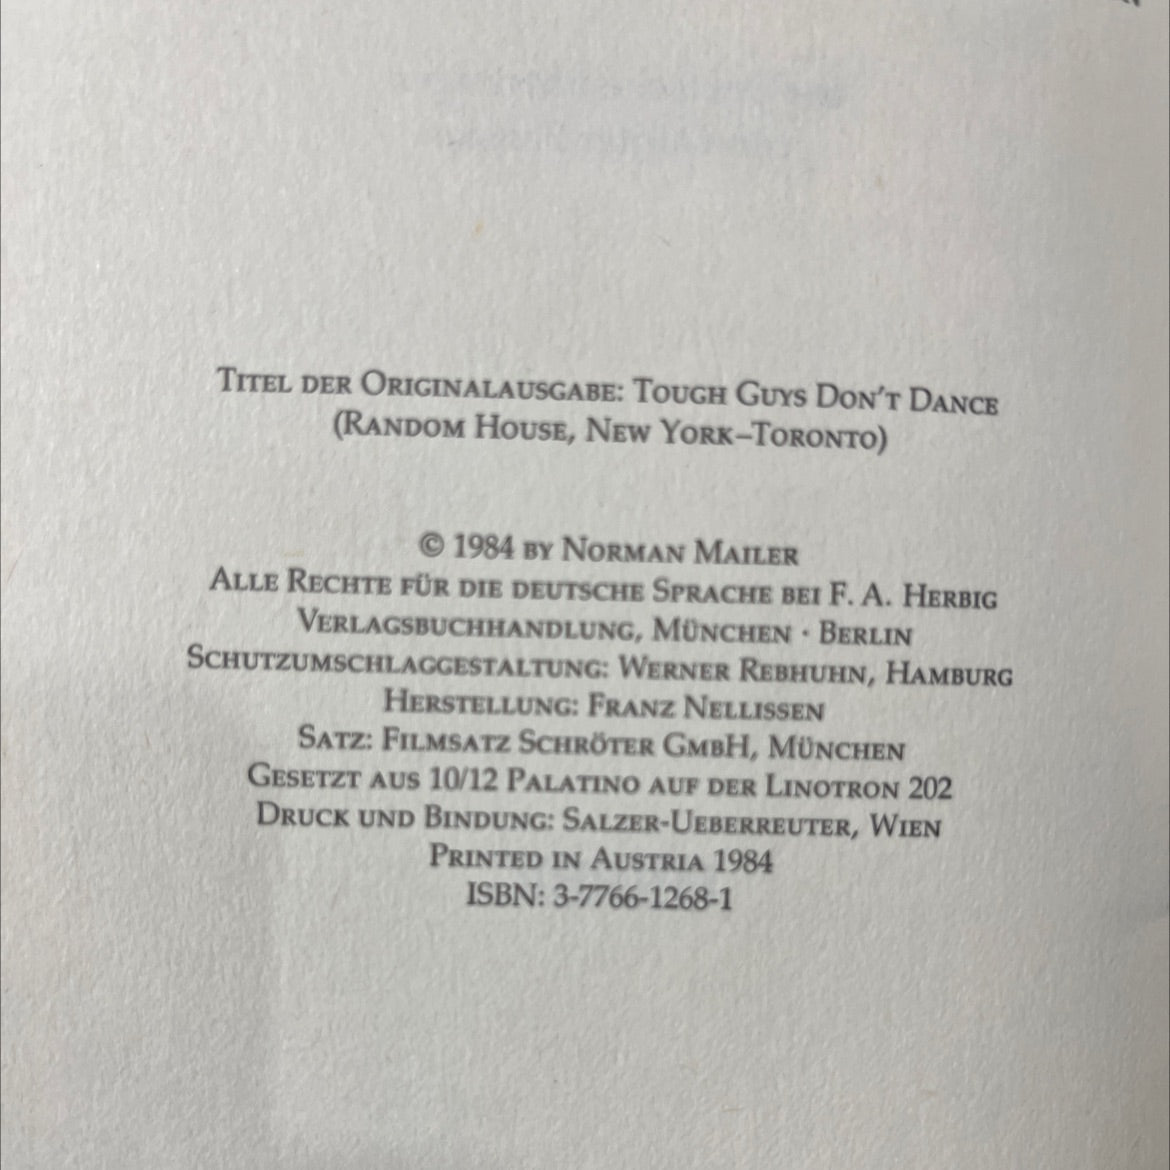 Titel der Originalausgabe: Tough Guys Don't Dance
(Random House, New York–Toronto)
© 1984 by Norman Mailer
Alle Rechte für die deutsche Sprache bei F. A. Herbig
Verlagsbuchhandlung, München · Berlin
Schutzumschlaggestaltung: Werner Rebhuhn, Hamburg
Herstellung: Franz Nellissen
Satz: Filmsatz Schröter GmbH, München
Gesetzt aus 10/12 Palatino auf der Linotron 202
Druck und Bindung: Salzer-Ueberreuter, Wien
Printed in Austria 1984
ISBN: 3-7766-1268-1